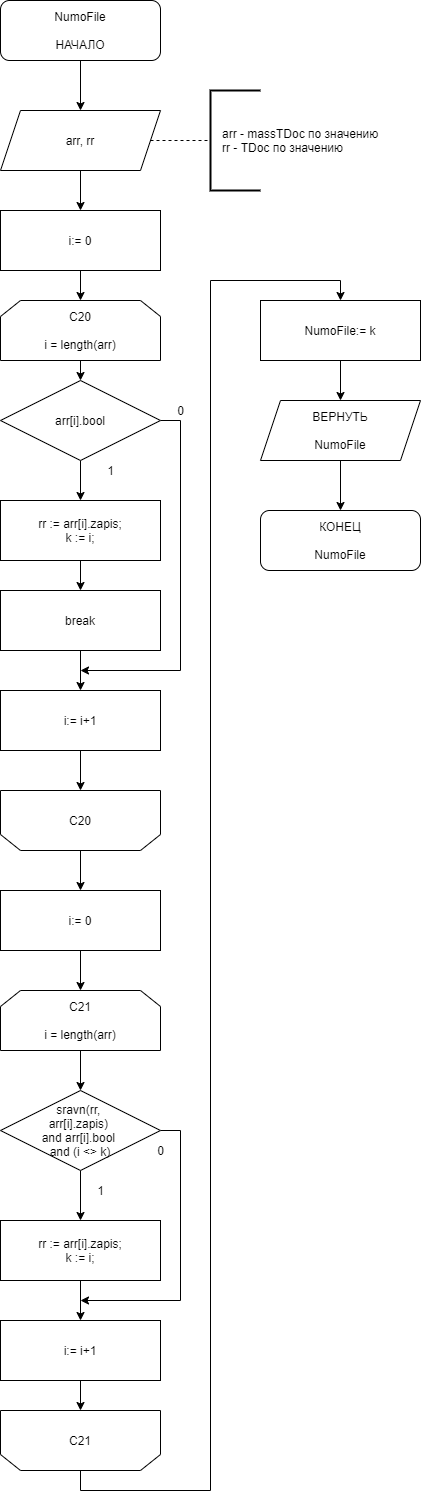 NumoFile
НАЧАЛО
arr, rr
arr - massTDoc по значению
rr - TDoc по значению
i:= 0
C20
i = length(arr)
arr[i].bool
0
1
rr := arr[i].zapis;
k := i;
break
i:= i+1
C20
i:= 0
C21
i = length(arr)
sravn(rr,
arr[i].zapis)
and arr[i].bool
and (i <> k)
0
1
rr := arr[i].zapis;
k := i;
i:= i+1
C21
NumoFile:= k
ВЕРНУТЬ
NumoFile
КОНЕЦ
NumoFile